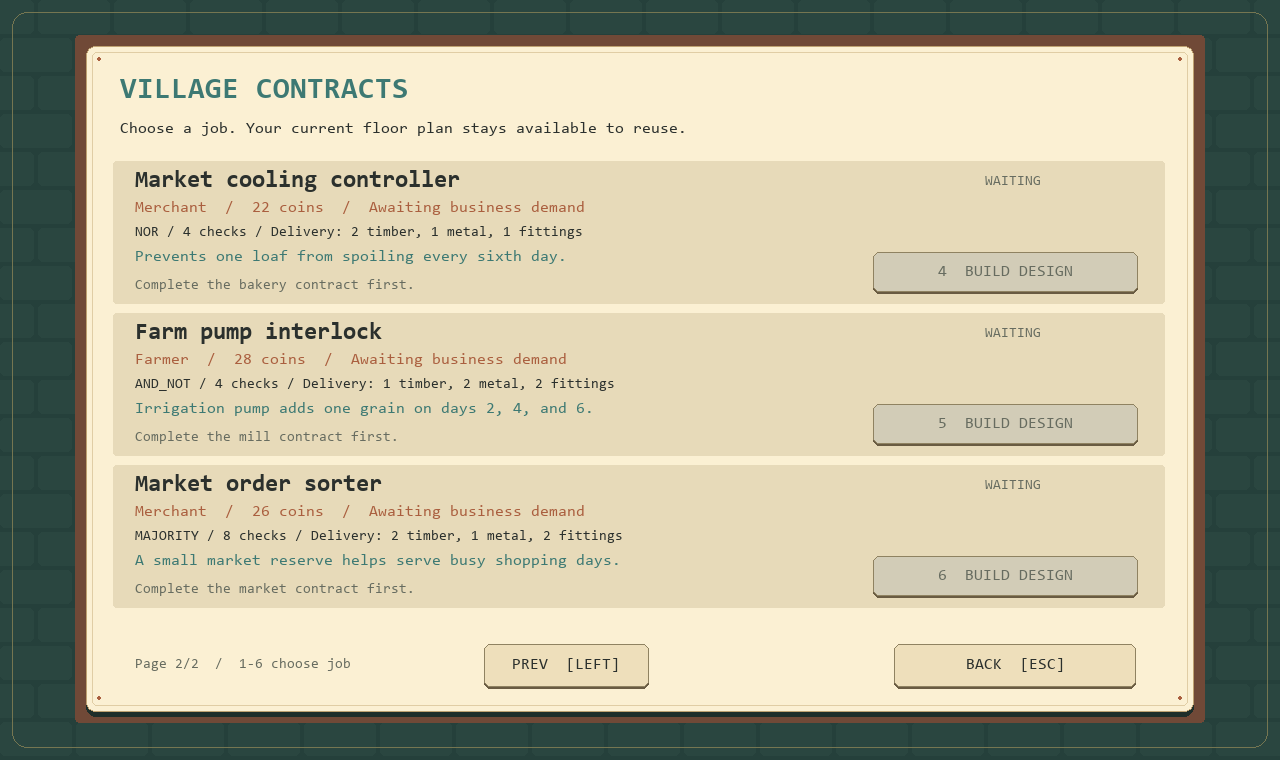 VILLAGE CONTRACTS
Choose a job. Your current floor plan stays available to reuse.
Market cooling controller
WAITING
Merchant / 22 coins / Awaiting business demand
NOR / 4 checks / Delivery: 2 timber, 1 metal, 1 fittings
Prevents one loaf from spoiling every sixth day.
4 BUILD DESIGN
Complete the bakery contract first.
Farm pump interlock
WAITING
Farmer / 28 coins / Awaiting business demand
AND_NOT / 4 checks / Delivery: 1 timber, 2 metal, 2 fittings
Irrigation pump adds one grain on days 2, 4, and 6.
5 BUILD DESIGN
Complete the mill contract first.
Market order sorter
WAITING
Merchant / 26 coins / Awaiting business demand
MAJORITY / 8 checks / Delivery: 2 timber, 1 metal, 2 fittings
A small market reserve helps serve busy shopping days.
6 BUILD DESIGN
Complete the market contract first.
Page 2/2 / 1-6 choose job
PREV [LEFT]
BACK [ESC]